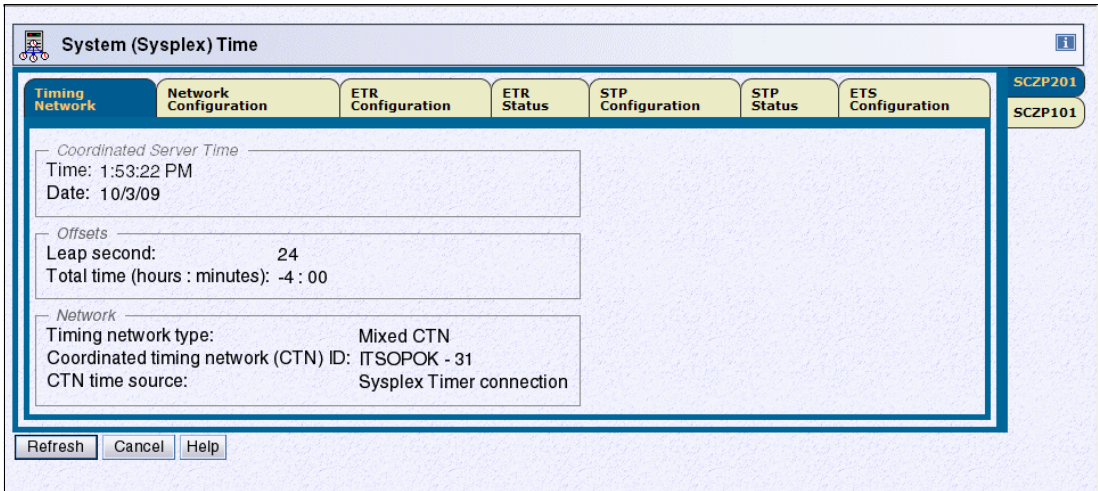 System (Sysplex) Time
i
Timing Network
Network Configuration
ETR Configuration
ETR Status
STP Configuration
STP Status
ETS Configuration
SCZP201
SCZP101
Coordinated Server Time
Time: 1:53:22 PM
Date: 10/3/09
Offsets
Leap second: 24
Total time (hours : minutes): -4 : 00
Network
Timing network type: Mixed CTN
Coordinated timing network (CTN) ID: ITSOPOK - 31
CTN time source: Sysplex Timer connection
Refresh Cancel Help